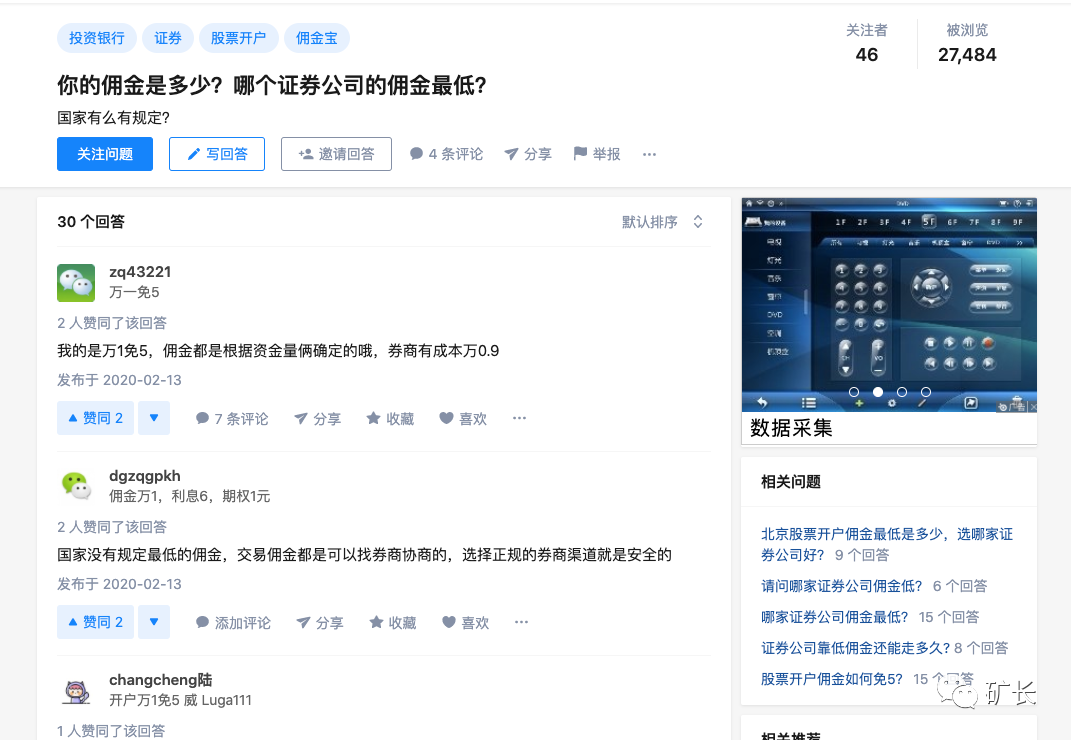 投资银行 证券 股票开户 佣金宝
关注者 被浏览
46 27,484
你的佣金是多少？哪个证券公司的佣金最低？
国家有么有规定?
关注问题 写回答 邀请回答 4 条评论 分享 举报 ···
30 个回答 默认排序
zq43221
万一免5
2 人赞同了该回答
我的是万1免5，佣金都是根据资金量俩确定的哦，券商有成本万0.9
发布于 2020-02-13
赞同 2 7 条评论 分享 收藏 喜欢 ···
dgzqgpkh
佣金万1，利息6，期权1元
2 人赞同了该回答
国家没有规定最低的佣金，交易佣金都是可以找券商协商的，选择正规的券商渠道就是安全的
发布于 2020-02-13
赞同 2 添加评论 分享 收藏 喜欢 ···
changcheng陆
开户万1免5 威 Luga111
1 人赞同了该回答
DVD
1F 2F 3F 4F 5F 6F 7F 8F 9F
电视
灯光
音乐
窗帘
DVD
空调
机顶盒
广告
数据采集
相关问题
北京股票开户佣金最低是多少，选哪家证
券公司好？ 9 个回答
请问哪家证券公司佣金低？ 6 个回答
哪家证券公司佣金最低？ 15 个回答
证券公司靠低佣金还能走多久? 8 个回答
股票开户佣金如何免5？ 15 个回答
矿长
相关推荐